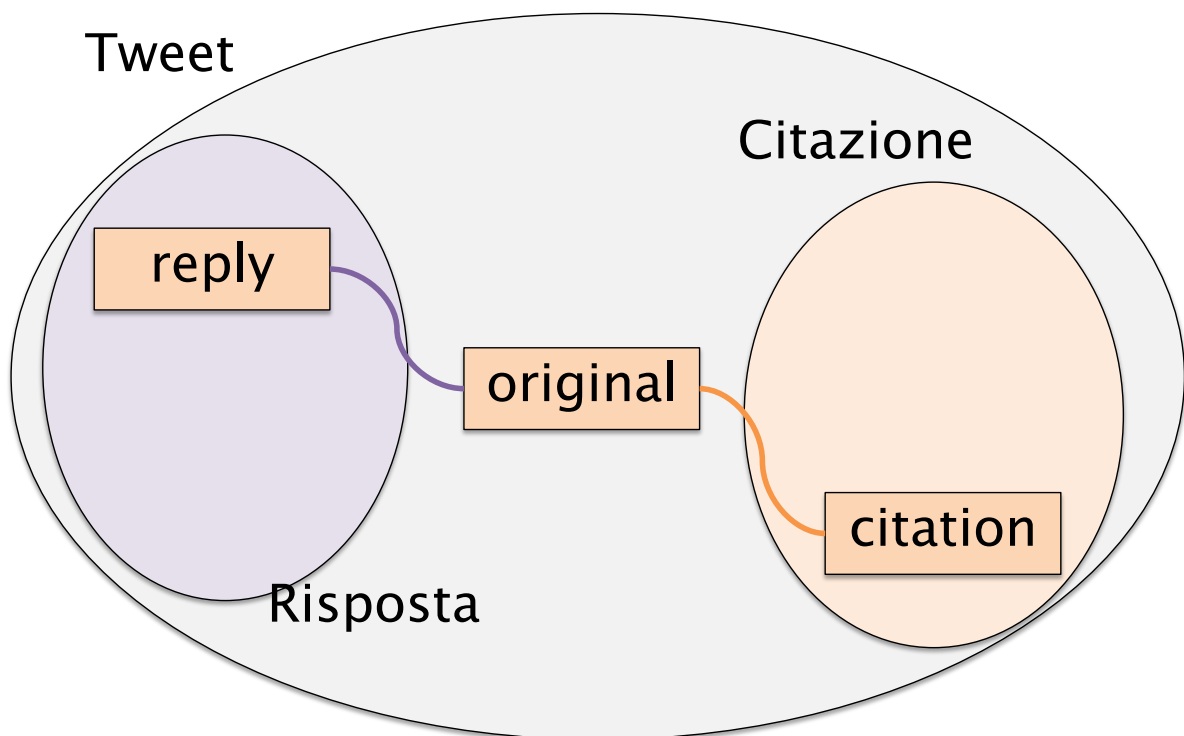 Tweet
Citazione
reply
original
citation
Risposta